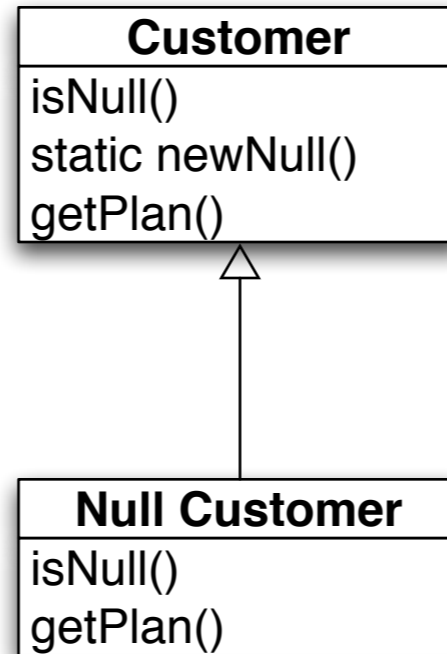 Customer
isNull()
static newNull()
getPlan()
Null Customer
isNull()
getPlan()